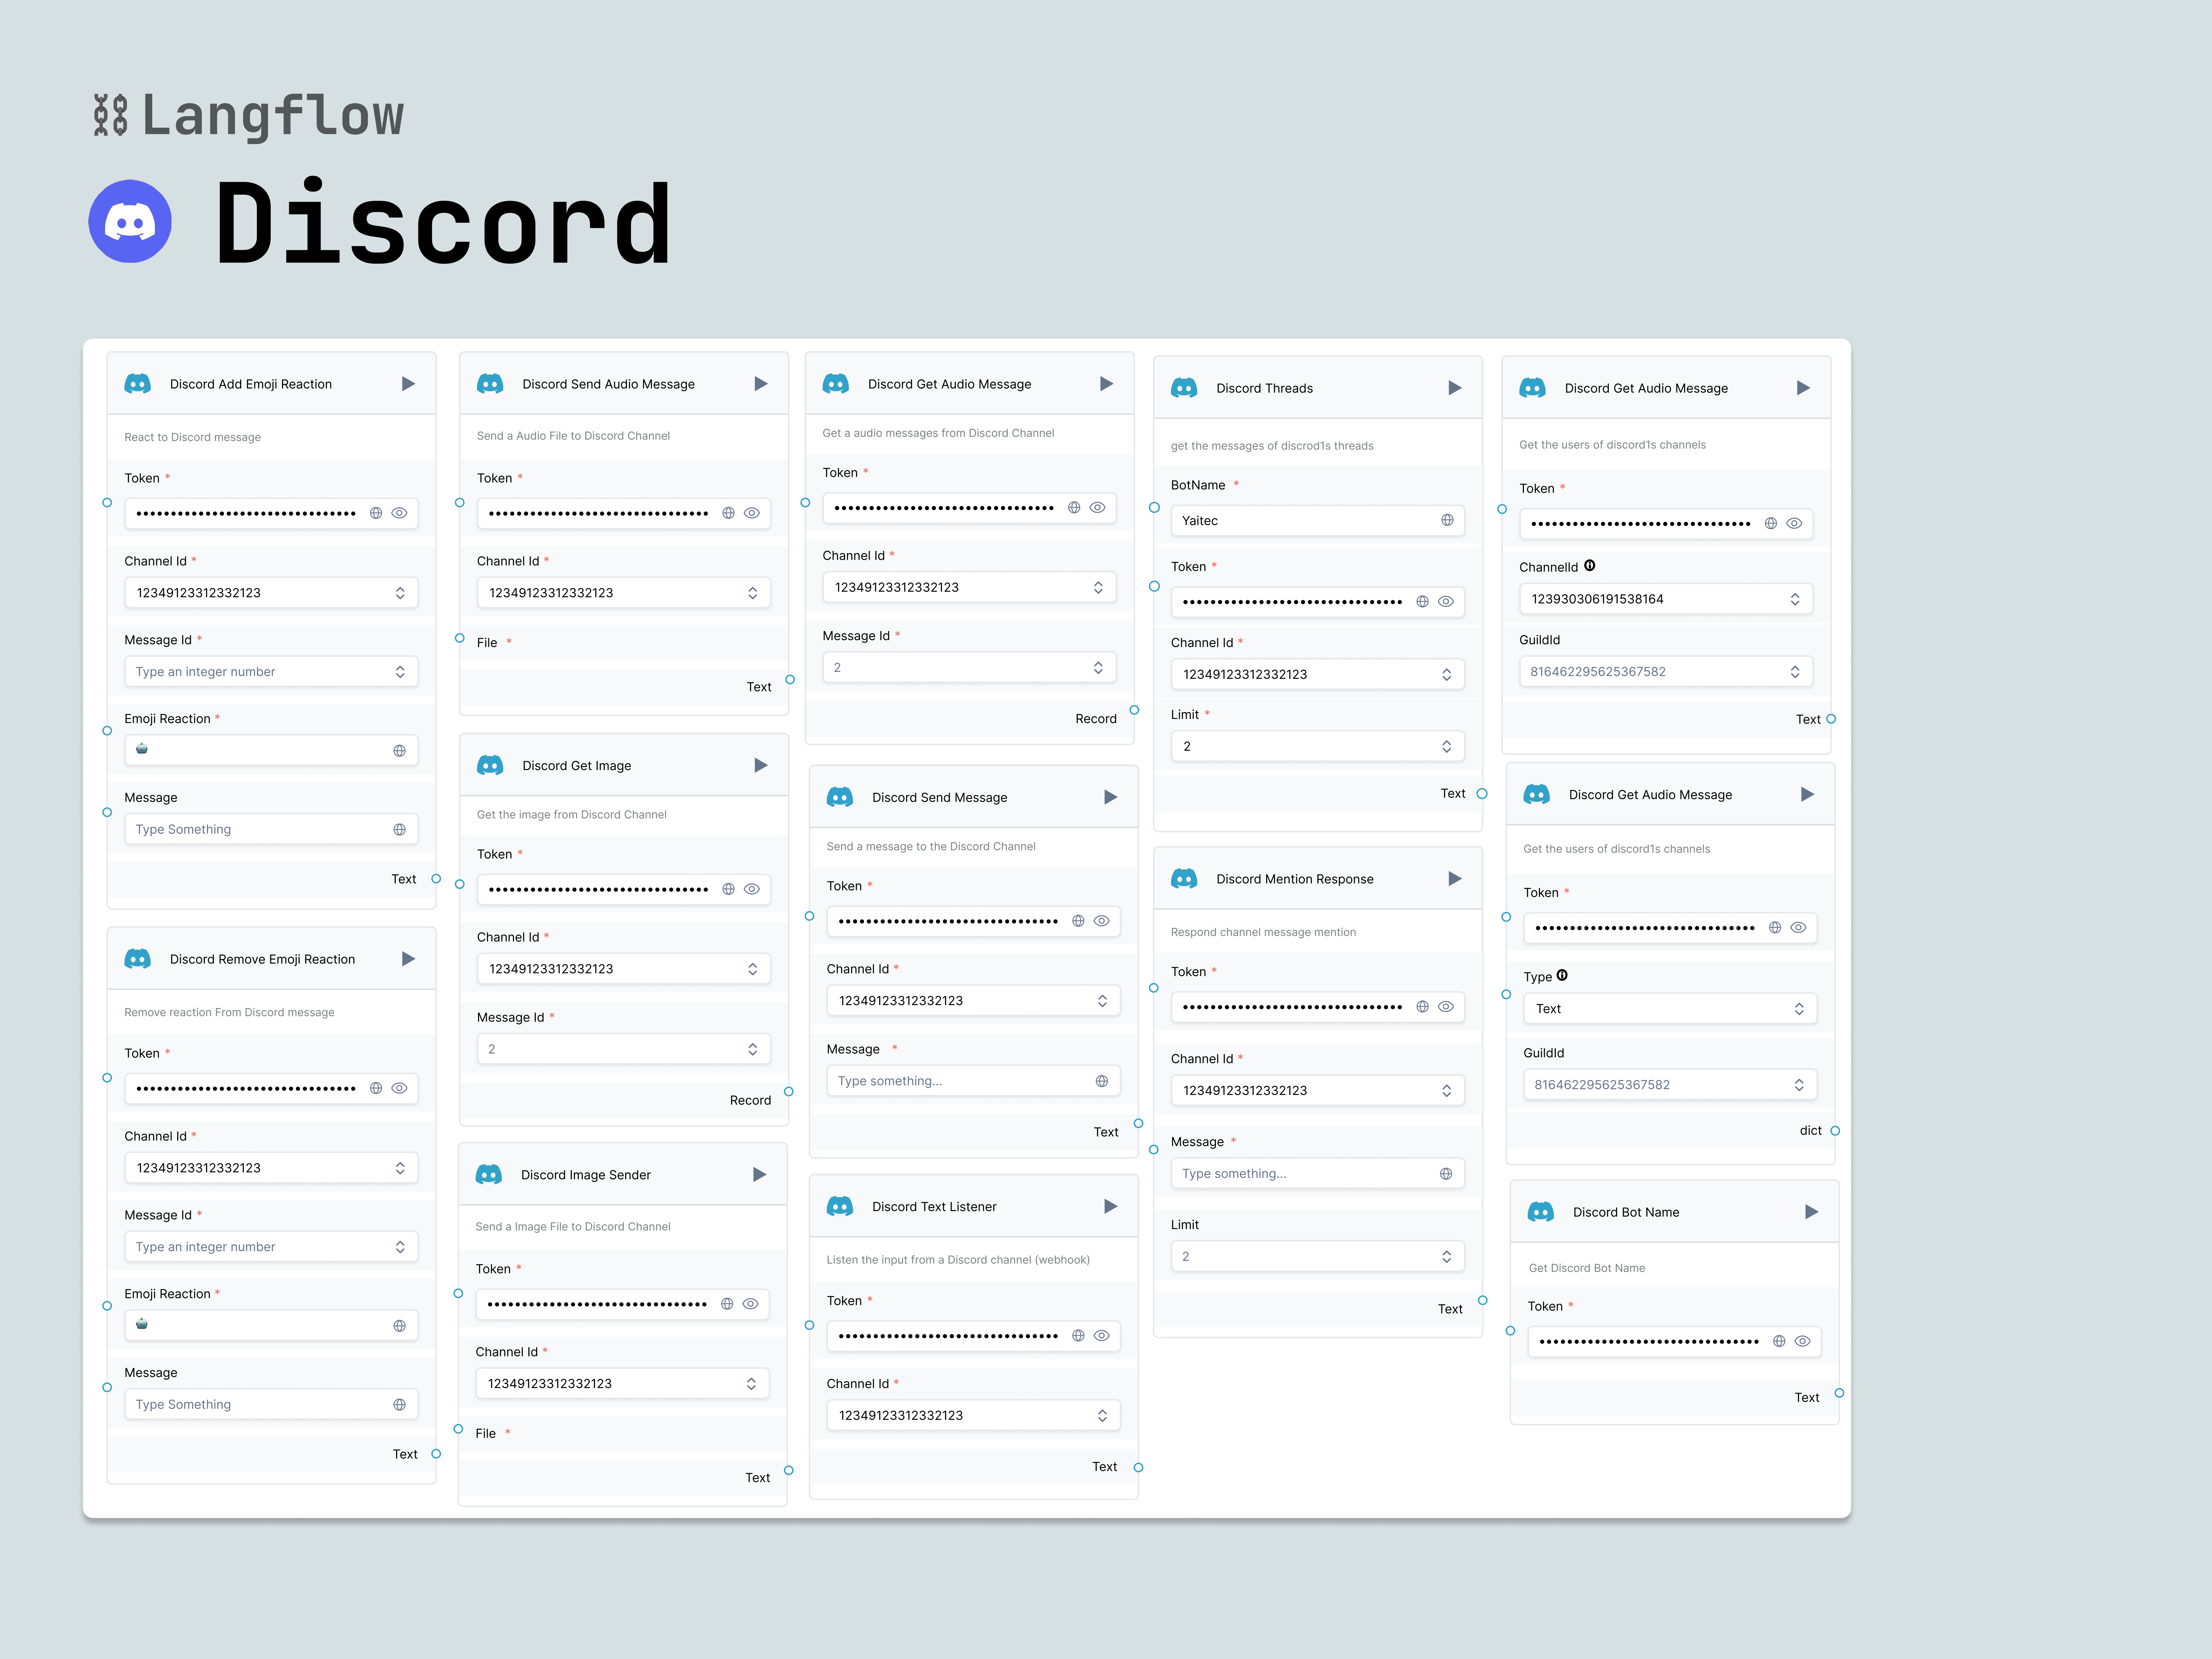 Langflow
Discord
Discord Add Emoji Reaction
React to Discord message
Token *
Channel Id *
12349123312332123
Message Id *
Type an integer number
Emoji Reaction *
Message
Type Something
Text
Discord Remove Emoji Reaction
Remove reaction From Discord message
Token *
Channel Id *
12349123312332123
Message Id *
Type an integer number
Emoji Reaction *
Message
Type Something
Text
Discord Send Audio Message
Send a Audio File to Discord Channel
Token *
Channel Id *
12349123312332123
File *
Text
Discord Get Image
Get the image from Discord Channel
Token *
Channel Id *
12349123312332123
Message Id *
2
Record
Discord Image Sender
Send a Image File to Discord Channel
Token *
Channel Id *
12349123312332123
File *
Text
Discord Get Audio Message
Get a audio messages from Discord Channel
Token *
Channel Id *
12349123312332123
Message Id *
2
Record
Discord Send Message
Send a message to the Discord Channel
Token *
Channel Id *
12349123312332123
Message *
Type something...
Text
Discord Text Listener
Listen the input from a Discord channel (webhook)
Token *
Channel Id *
12349123312332123
Text
Discord Threads
get the messages of discrod1s threads
BotName *
Yaitec
Token *
Channel Id *
12349123312332123
Limit *
2
Text
Discord Mention Response
Respond channel message mention
Token *
Channel Id *
12349123312332123
Message *
Type something...
Limit
2
Text
Discord Get Audio Message
Get the users of discord1s channels
Token *
ChannelId
123930306191538164
GuildId
816462295625367582
Text
Discord Get Audio Message
Get the users of discord1s channels
Token *
Type
Text
GuildId
816462295625367582
dict
Discord Bot Name
Get Discord Bot Name
Token *
Text